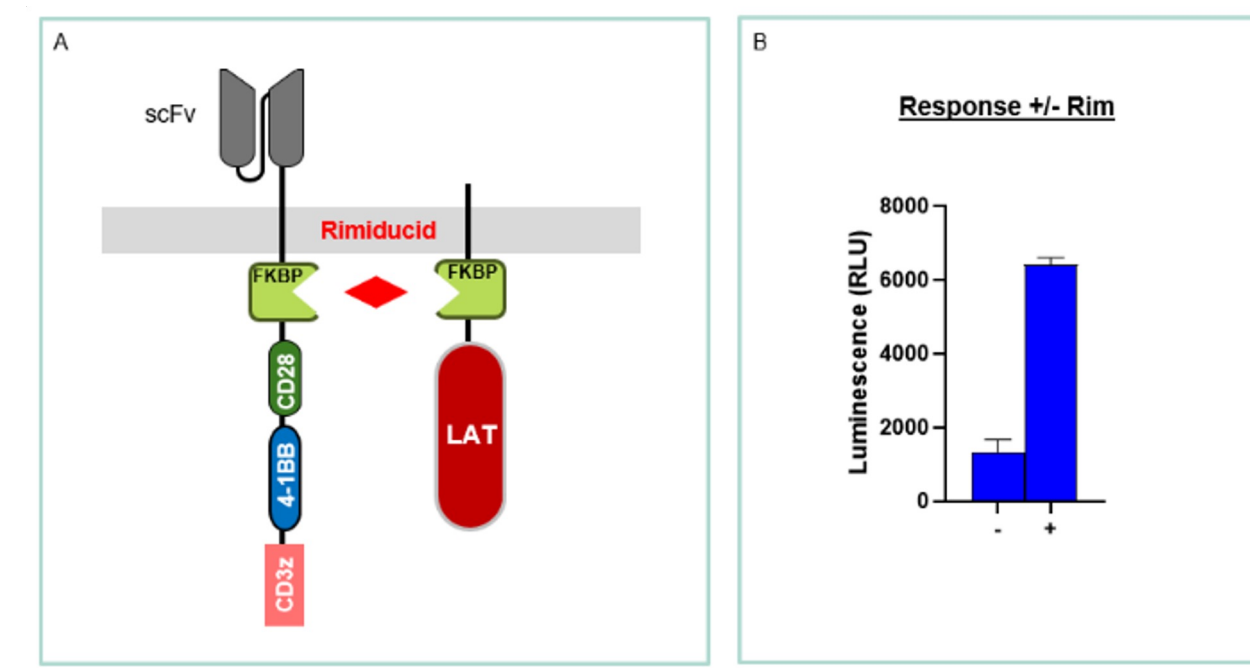 A
scFv
Rimiducid
FKBP
FKBP
CD28
4-1BB
CD3z
LAT
B
Response +/- Rim
Luminescence (RLU)
8000
6000
4000
2000
0
-
+